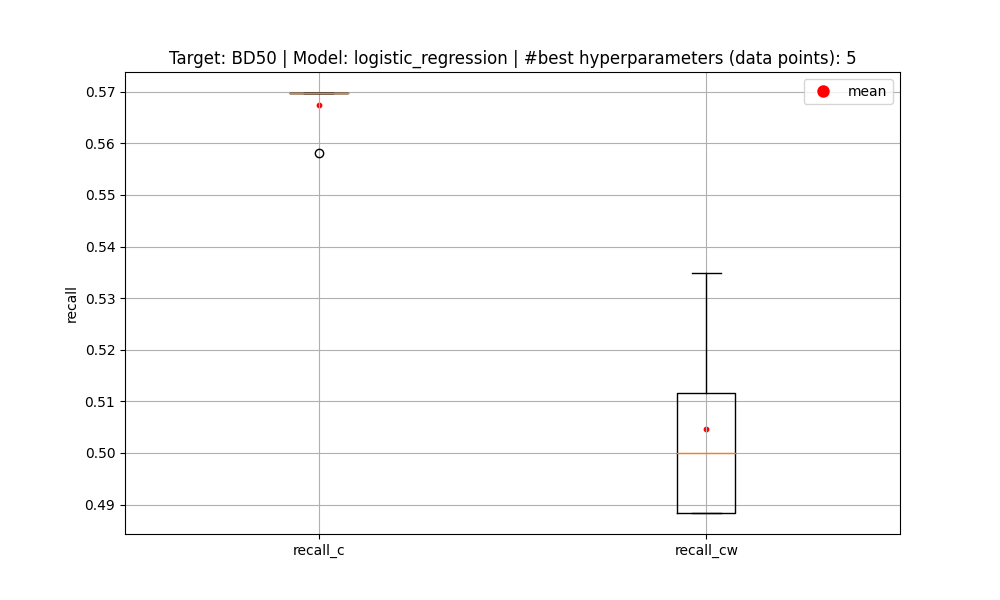 Target: BD50 | Model: logistic_regression | #best hyperparameters (data points): 5
mean
0.57
0.56
0.55
0.54
0.53
0.52
0.51
0.50
0.49
recall
recall_c
recall_cw